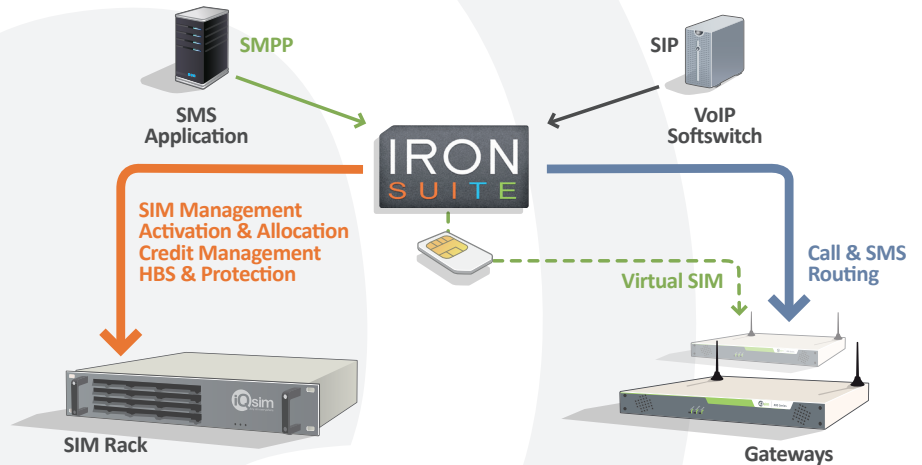 SMPP
SMS
Application
SIP
VoIP
Softswitch
IRON
SUITE
SIM Management
Activation & Allocation
Credit Management
HBS & Protection
Call & SMS
Routing
Virtual SIM
iQsim
SIM Rack
Gateways